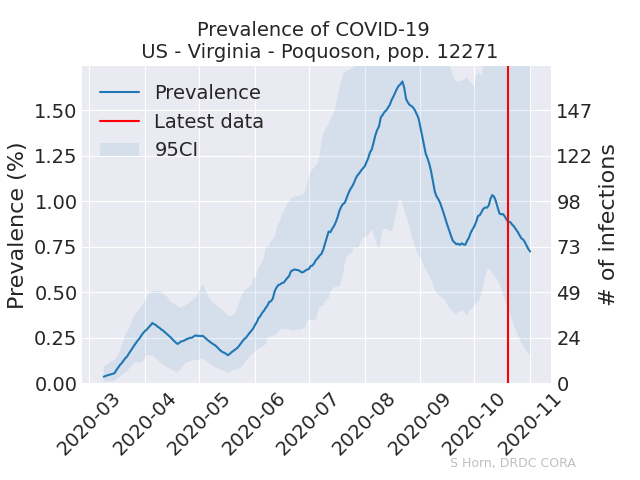 Prevalence of COVID-19
US - Virginia - Poquoson, pop. 12271
Prevalence
Latest data
95CI
Prevalence (%)
1.50
1.25
1.00
0.75
0.50
0.25
0.00
147
122
98
73
49
24
0
# of infections
2020-03
2020-04
2020-05
2020-06
2020-07
2020-08
2020-09
2020-10
2020-11
S Horn, DRDC CORA